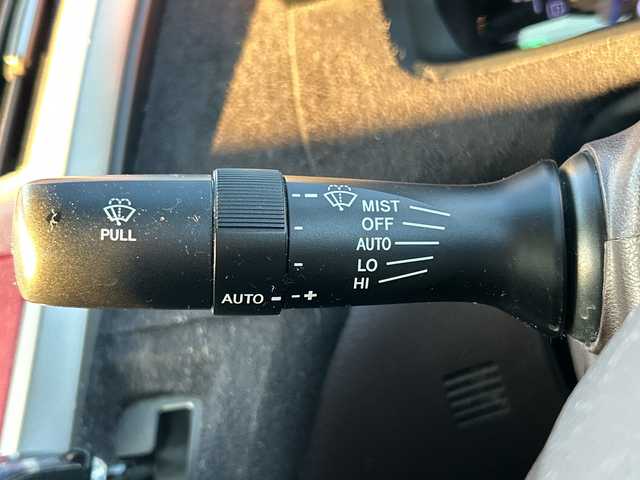 PULL
MIST
OFF
AUTO
LO
HI
AUTO - - +